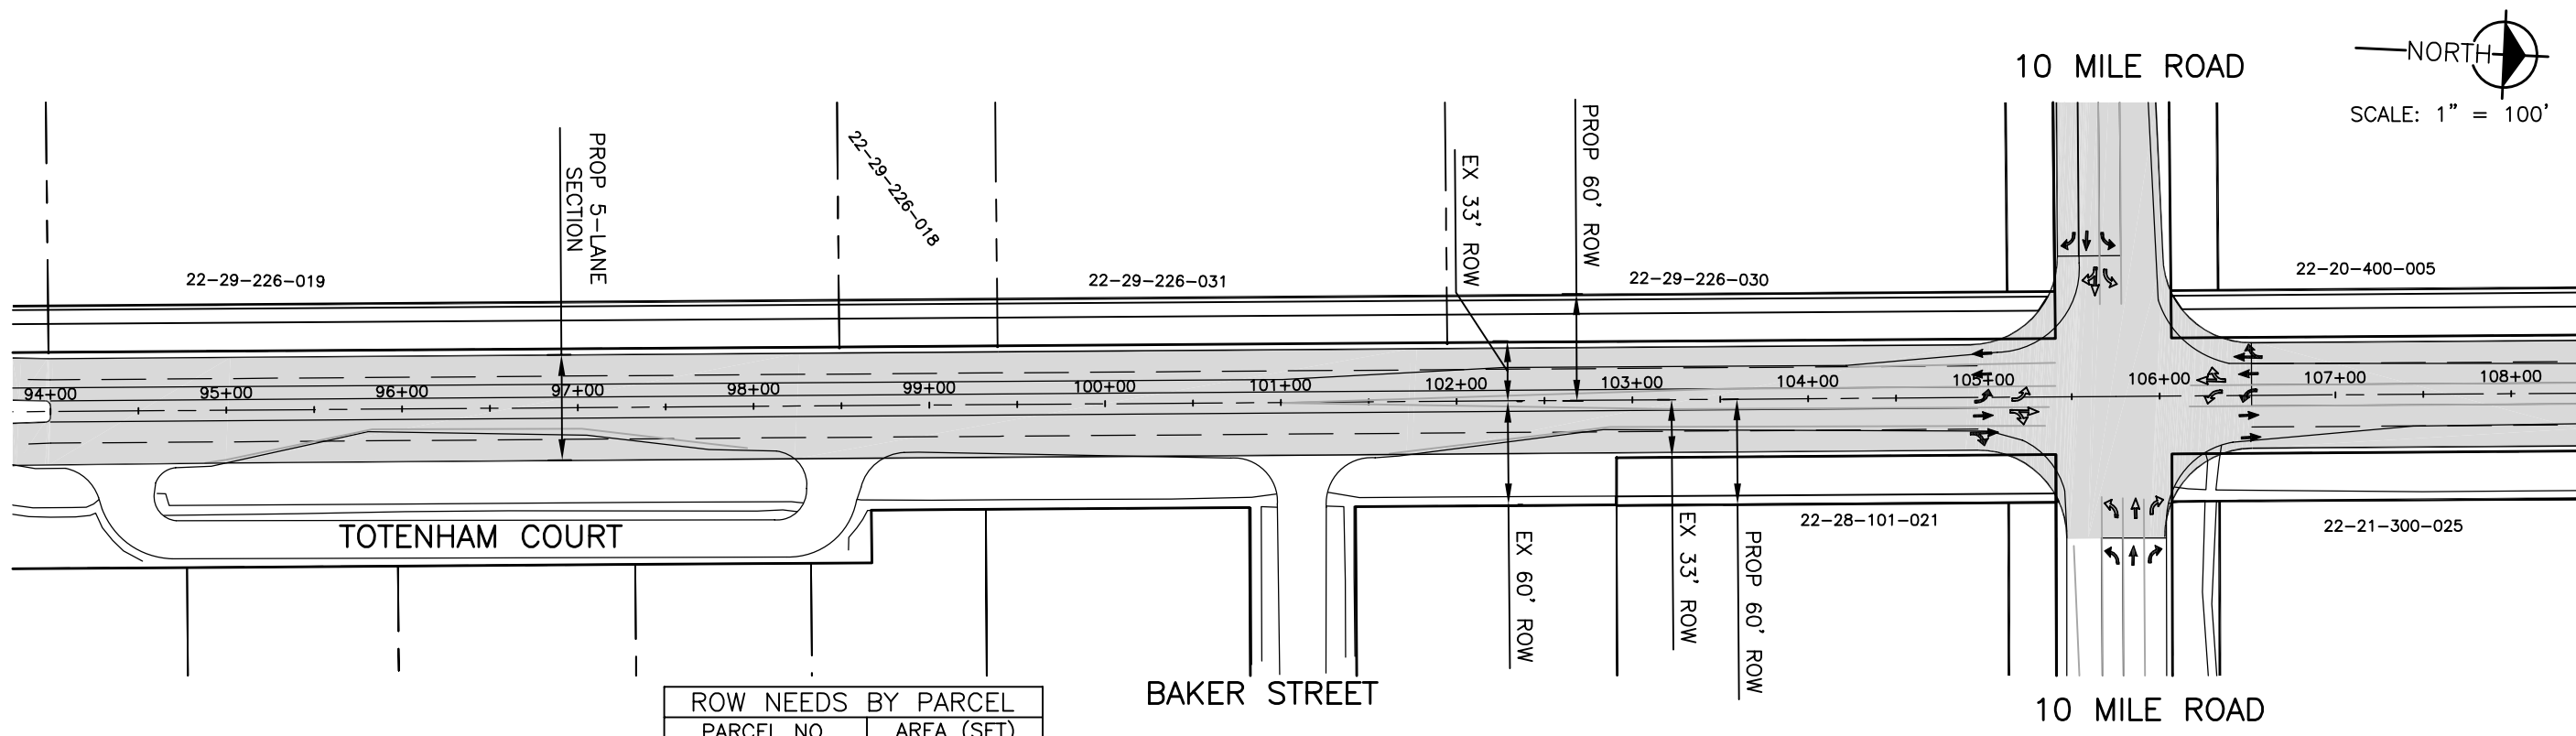 10 MILE ROAD
NORTH
SCALE: 1" = 100'
PROP 5-LANE
SECTION
22-29-226-018
EX 33' ROW
PROP 60' ROW
22-29-226-019
22-29-226-031
22-29-226-030
22-20-400-005
94+00
95+00
96+00
97+00
98+00
99+00
100+00
101+00
102+00
103+00
104+00
105+00
106+00
107+00
108+00
TOTENHAM COURT
EX 60' ROW
EX 33' ROW
PROP 60' ROW
22-28-101-021
22-21-300-025
BAKER STREET
10 MILE ROAD
ROW NEEDS BY PARCEL
PARCEL NO
AREA (SFT)